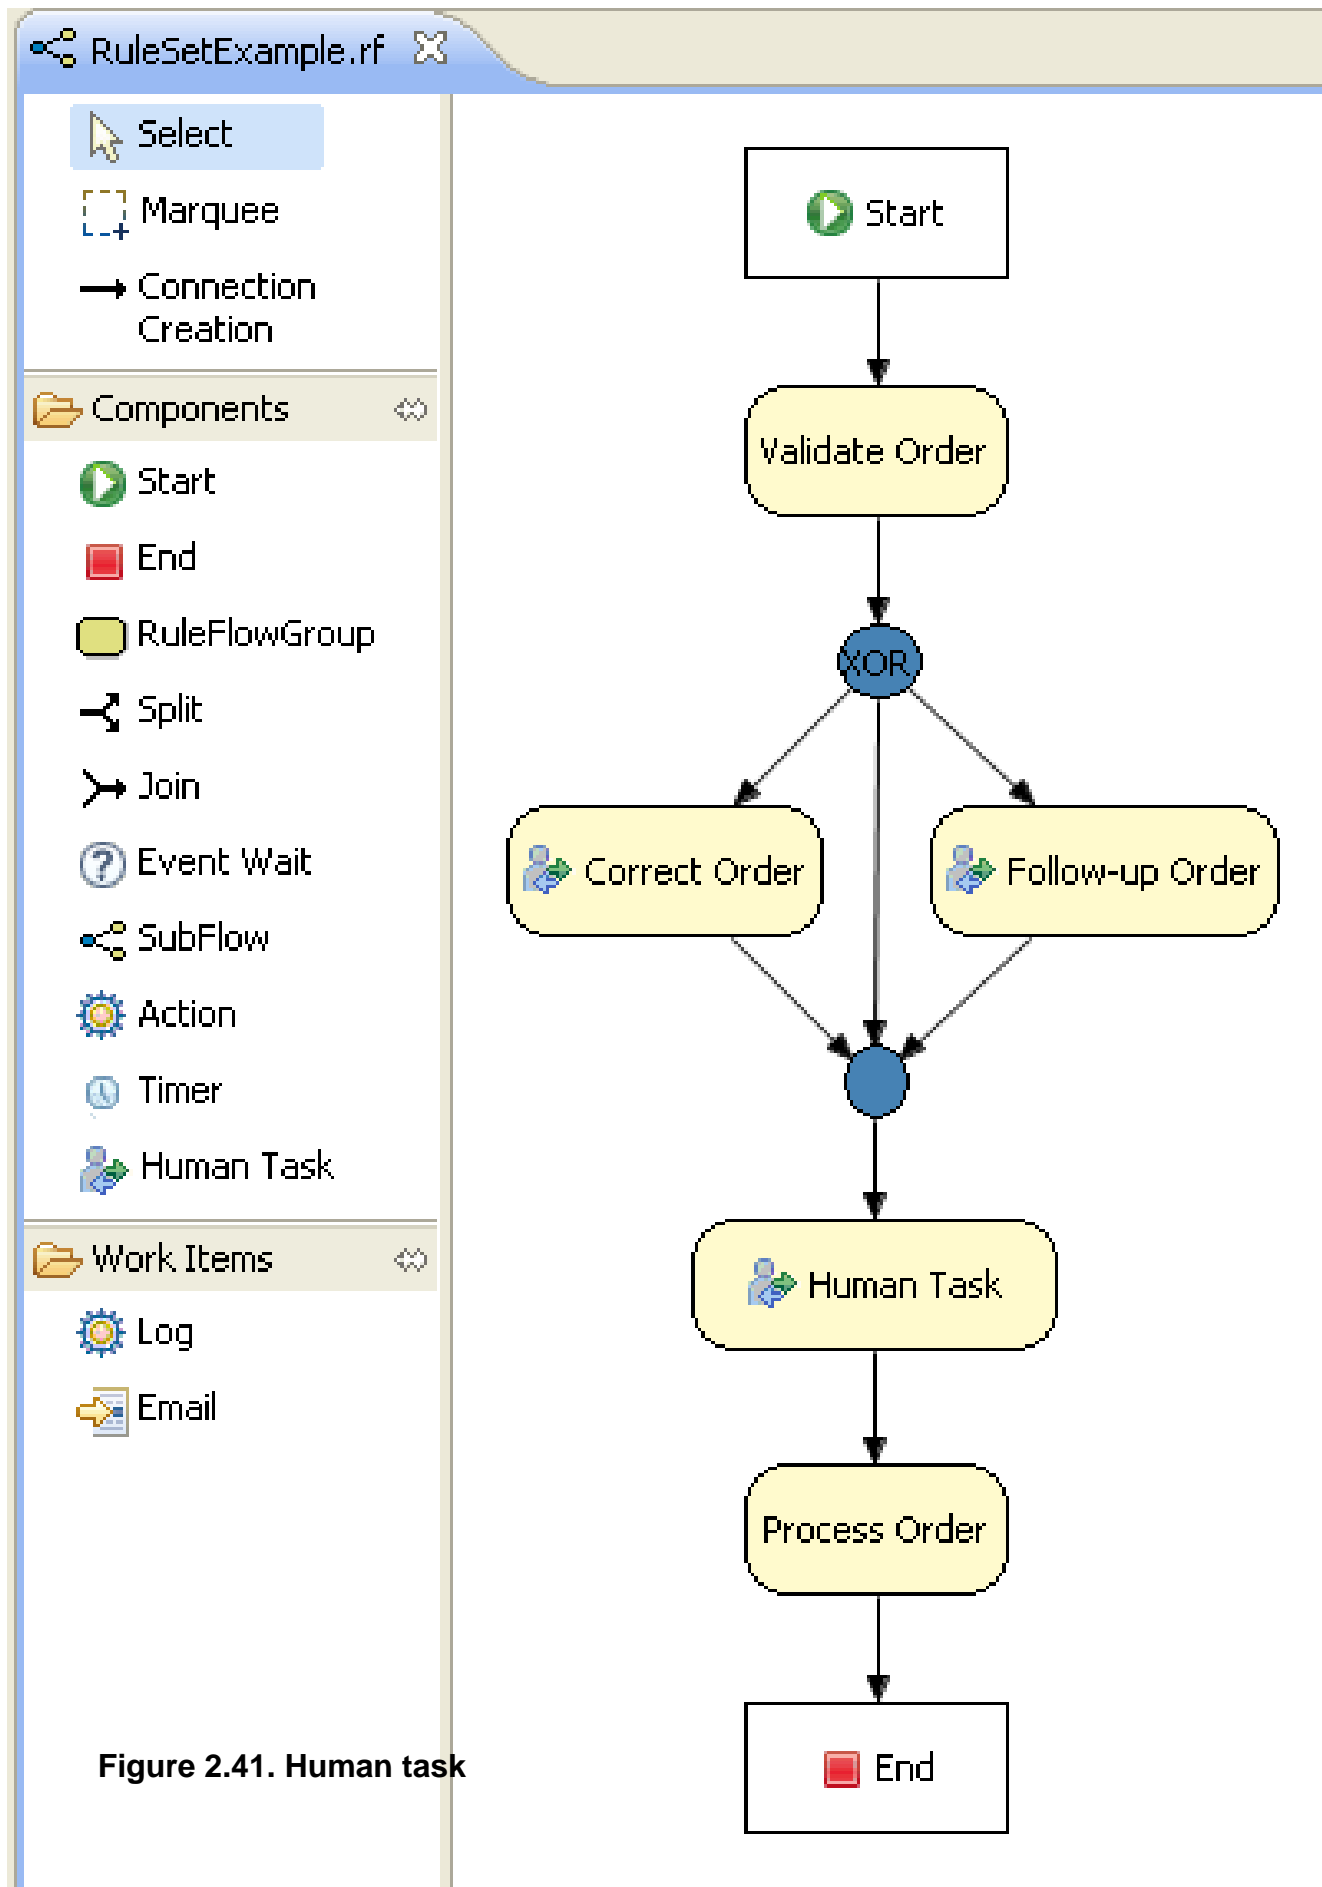 RuleSetExample.rf
Select
Marquee
Connection
Creation
Components
Start
End
RuleFlowGroup
Split
Join
Event Wait
SubFlow
Action
Timer
Human Task
Work Items
Log
Email
Start
Validate Order
XOR
Correct Order
Follow-up Order
Human Task
Process Order
End
Figure 2.41. Human task